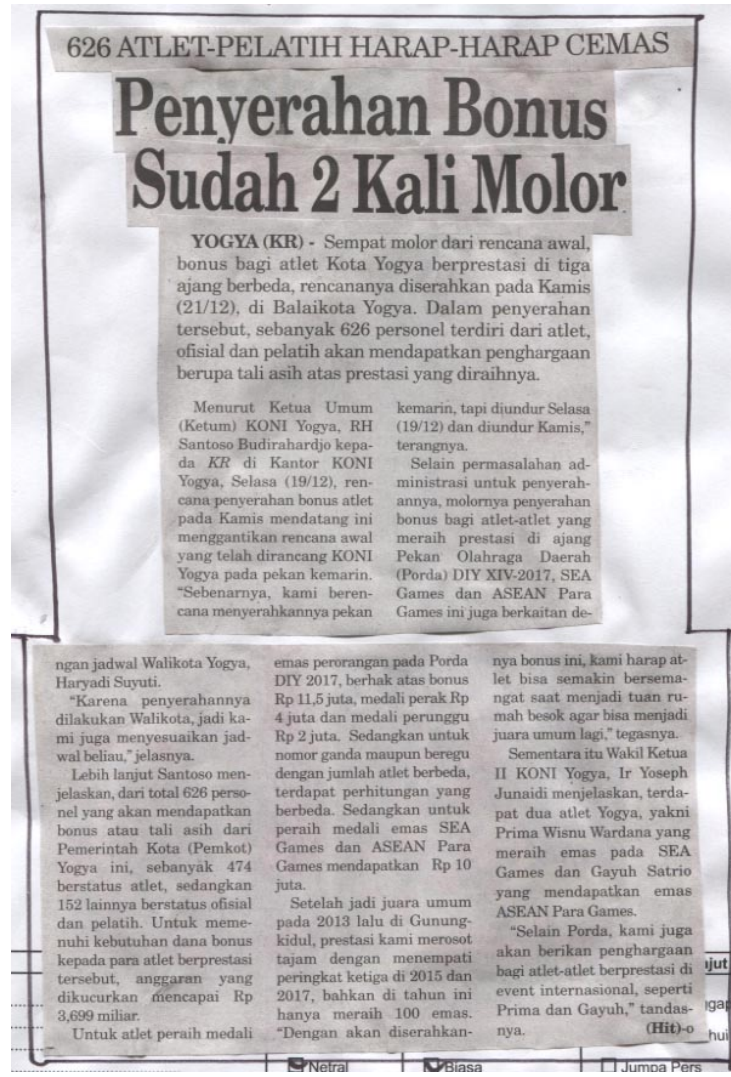 626 ATLET-PELATIH HARAP-HARAP CEMAS
Penyerahan Bonus
Sudah 2 Kali Molor
YOGYA (KR) - Sempat molor dari rencana awal,
bonus bagi atlet Kota Yogya berprestasi di tiga
ajang berbeda, rencananya diserahkan pada Kamis
(21/12), di Balaikota Yogya. Dalam penyerahan
tersebut, sebanyak 626 personel terdiri dari atlet,
ofisial dan pelatih akan mendapatkan penghargaan
berupa tali asih atas prestasi yang diraihnya.
Menurut Ketua Umum
(Ketum) KONI Yogya, RH
Santoso Budirahardjo kepa-
da KR di Kantor KONI
Yogya, Selasa (19/12), ren-
cana penyerahan bonus atlet
pada Kamis mendatang ini
menggantikan rencana awal
yang telah dirancang KONI
Yogya pada pekan kemarin.
"Sebenarnya, kami beren-
cana menyerahkannya pekan
kemarin, tapi diundur Selasa
(19/12) dan diundur Kamis,"
terangnya.
Selain permasalahan ad-
ministrasi untuk penyerah-
annya, molornya penyerahan
bonus bagi atlet-atlet yang
meraih prestasi di ajang
Pekan Olahraga Daerah
(Porda) DIY XIV-2017, SEA
Games dan ASEAN Para
Games ini juga berkaitan de-
ngan jadwal Walikota Yogya,
Haryadi Suyuti.
"Karena penyerahannya
dilakukan Walikota, jadi ka-
mi juga menyesuaikan jad-
wal beliau," jelasnya.
Lebih lanjut Santoso men-
jelaskan, dari total 626 perso-
nel yang akan mendapatkan
bonus atau tali asih dari
Pemerintah Kota (Pemkot)
Yogya ini, sebanyak 474
berstatus atlet, sedangkan
152 lainnya berstatus ofisial
dan pelatih. Untuk meme-
nuhi kebutuhan dana bonus
kepada para atlet berprestasi
tersebut, anggaran yang
dikucurkan mencapai Rp
3,699 miliar.
Untuk atlet peraih medali
emas perorangan pada Porda
DIY 2017, berhak atas bonus
Rp 11,5 juta, medali perak Rp
4 juta dan medali perunggu
Rp 2 juta. Sedangkan untuk
nomor ganda maupun beregu
dengan jumlah atlet berbeda,
terdapat perhitungan yang
berbeda. Sedangkan untuk
peraih medali emas SEA
Games dan ASEAN Para
Games mendapatkan Rp 10
juta.
Setelah jadi juara umum
pada 2013 lalu di Gunung-
kidul, prestasi kami merosot
tajam dengan menempati
peringkat ketiga di 2015 dan
2017, bahkan di tahun ini
hanya meraih 100 emas.
"Dengan akan diserahkan-
nya bonus ini, kami harap at-
let bisa semakin bersema-
ngat saat menjadi tuan ru-
mah besok agar bisa menjadi
juara umum lagi," tegasnya.
Sementara itu Wakil Ketua
II KONI Yogya, Ir Yoseph
Junaidi menjelaskan, terda-
pat dua atlet Yogya, yakni
Prima Wisnu Wardana yang
meraih emas pada SEA
Games dan Gayuh Satrio
yang mendapatkan emas
ASEAN Para Games.
"Selain Porda, kami juga
akan berikan penghargaan
bagi atlet-atlet berprestasi di
event internasional, seperti
Prima dan Gayuh," tandas-
nya. (Hit)-o
Netral
Biasa
Jumpa Pers